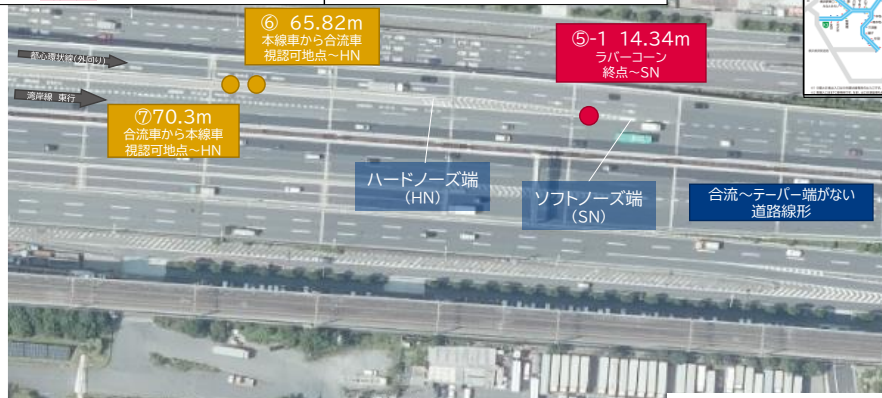 ⑥ 65.82m
本線車から合流車
視認可地点～HN
⑤-1 14.34m
ラバーコーン
終点～SN
都心環状線(外回り)
湾岸線 東行
⑦70.3m
合流車から本線車
視認可地点～HN
ハードノーズ端
(HN)
ソフトノーズ端
(SN)
合流～テーパー端がない
道路線形